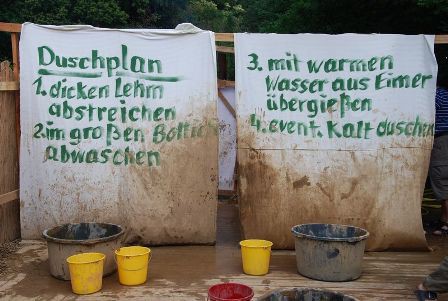 Duschplan
1. dicken Lehm
abstreichen
2. im großen Bottich
abwaschen
3. mit warmen
Wasser aus Eimer
übergießen
4. event. Kalt duschen